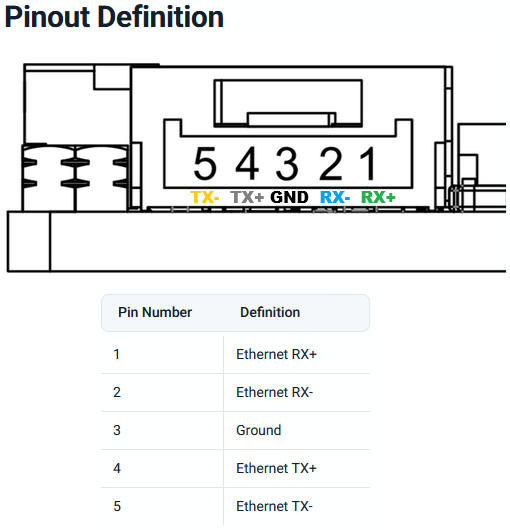 Pinout Definition
5 4 3 2 1
TX- TX+ GND RX- RX+
Pin Number Definition
1 Ethernet RX+
2 Ethernet RX-
3 Ground
4 Ethernet TX+
5 Ethernet TX-